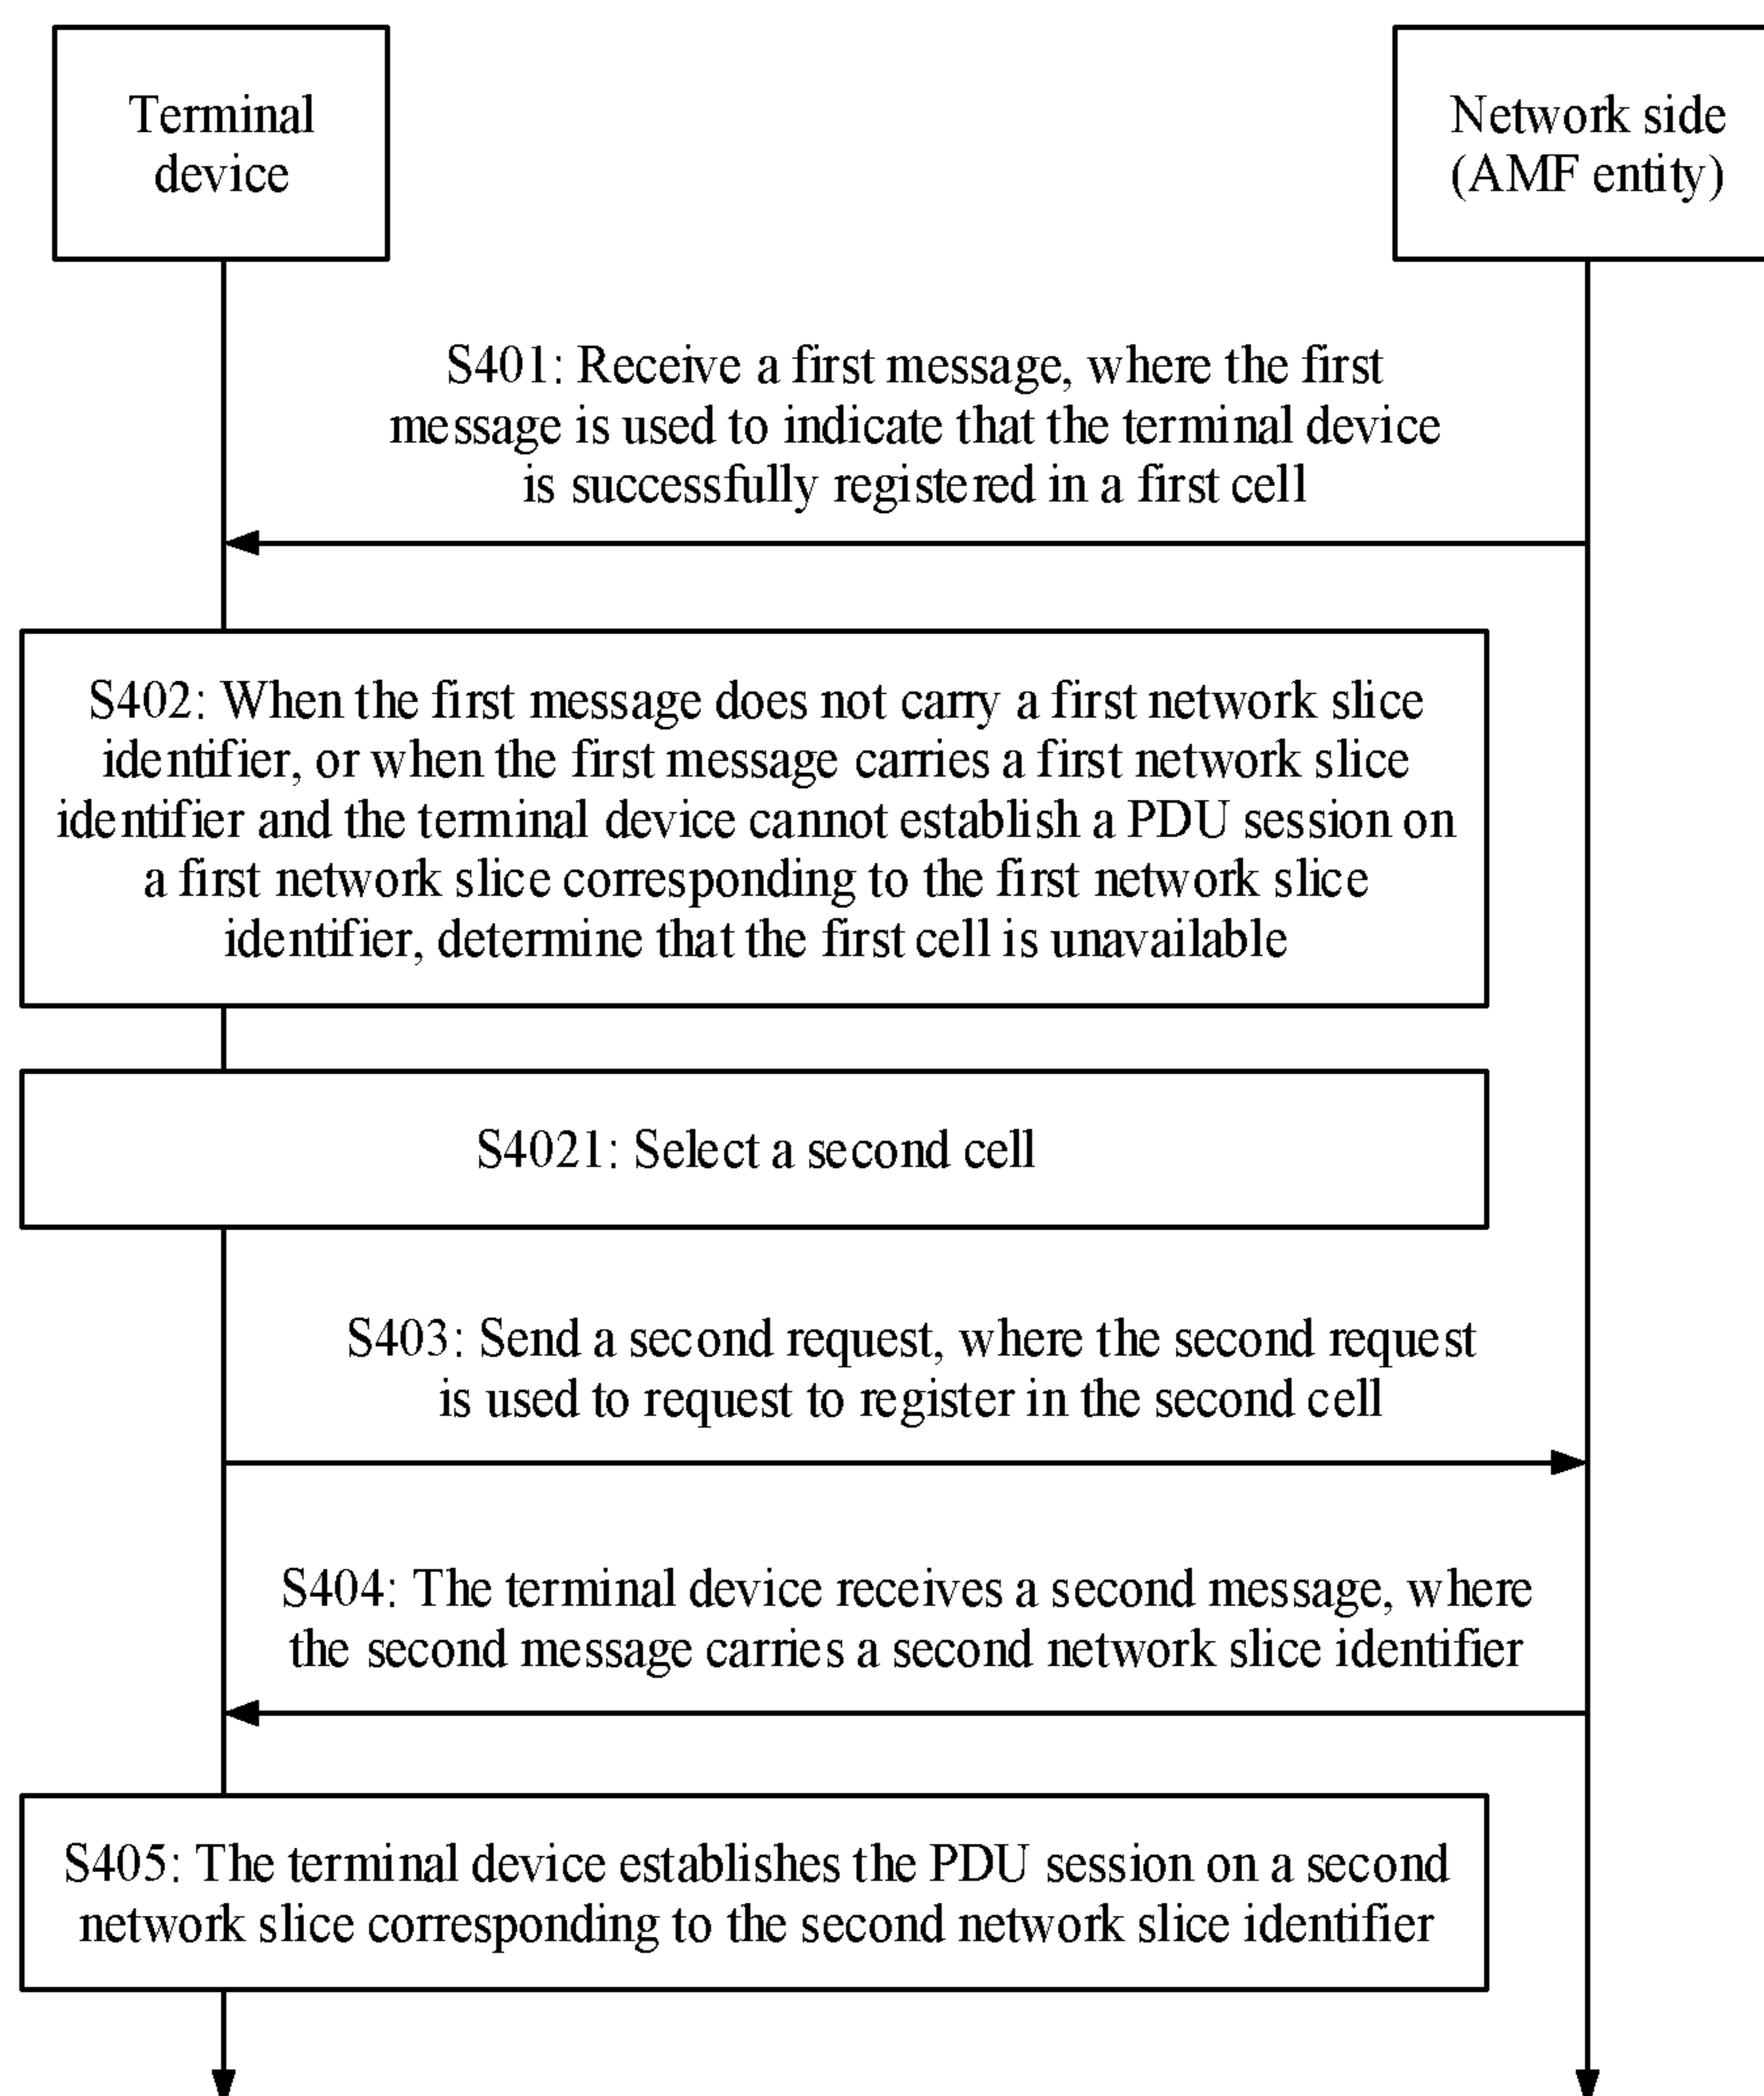 Terminal
device
Network side
(AMF entity)
S401: Receive a first message, where the first
message is used to indicate that the terminal device
is successfully registered in a first cell
S402: When the first message does not carry a first network slice
identifier, or when the first message carries a first network slice
identifier and the terminal device cannot establish a PDU session on
a first network slice corresponding to the first network slice
identifier, determine that the first cell is unavailable
S4021: Select a second cell
S403: Send a second request, where the second request
is used to request to register in the second cell
S404: The terminal device receives a second message, where
the second message carries a second network slice identifier
S405: The terminal device establishes the PDU session on a second
network slice corresponding to the second network slice identifier